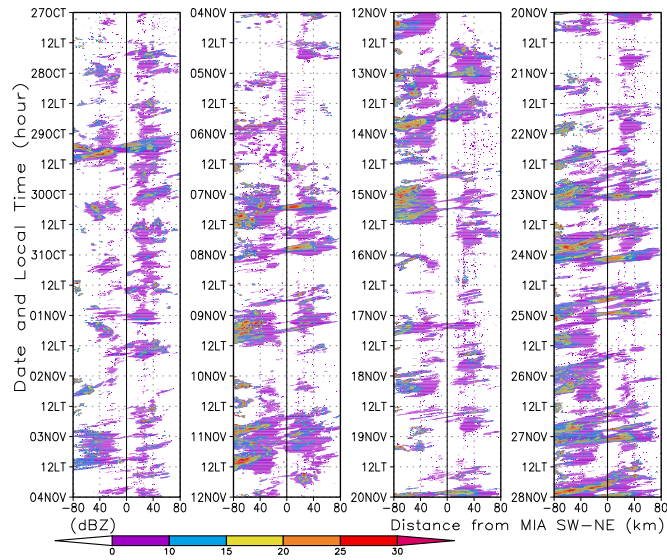 Date and Local Time (hour)
27OCT
12LT
28OCT
12LT
29OCT
12LT
30OCT
12LT
31OCT
12LT
01NOV
12LT
02NOV
12LT
03NOV
12LT
04NOV
-80 -40 0 40 80
04NOV
12LT
05NOV
12LT
06NOV
12LT
07NOV
12LT
08NOV
12LT
09NOV
12LT
10NOV
12LT
11NOV
12LT
12NOV
-80 -40 0 40 80
12NOV
12LT
13NOV
12LT
14NOV
12LT
15NOV
12LT
16NOV
12LT
17NOV
12LT
18NOV
12LT
19NOV
12LT
20NOV
-80 -40 0 40 80
20NOV
12LT
21NOV
12LT
22NOV
12LT
23NOV
12LT
24NOV
12LT
25NOV
12LT
26NOV
12LT
27NOV
12LT
28NOV
-80 -40 0 40 80
(dBZ)
Distance from MIA SW-NE (km)
0 10 15 20 25 30